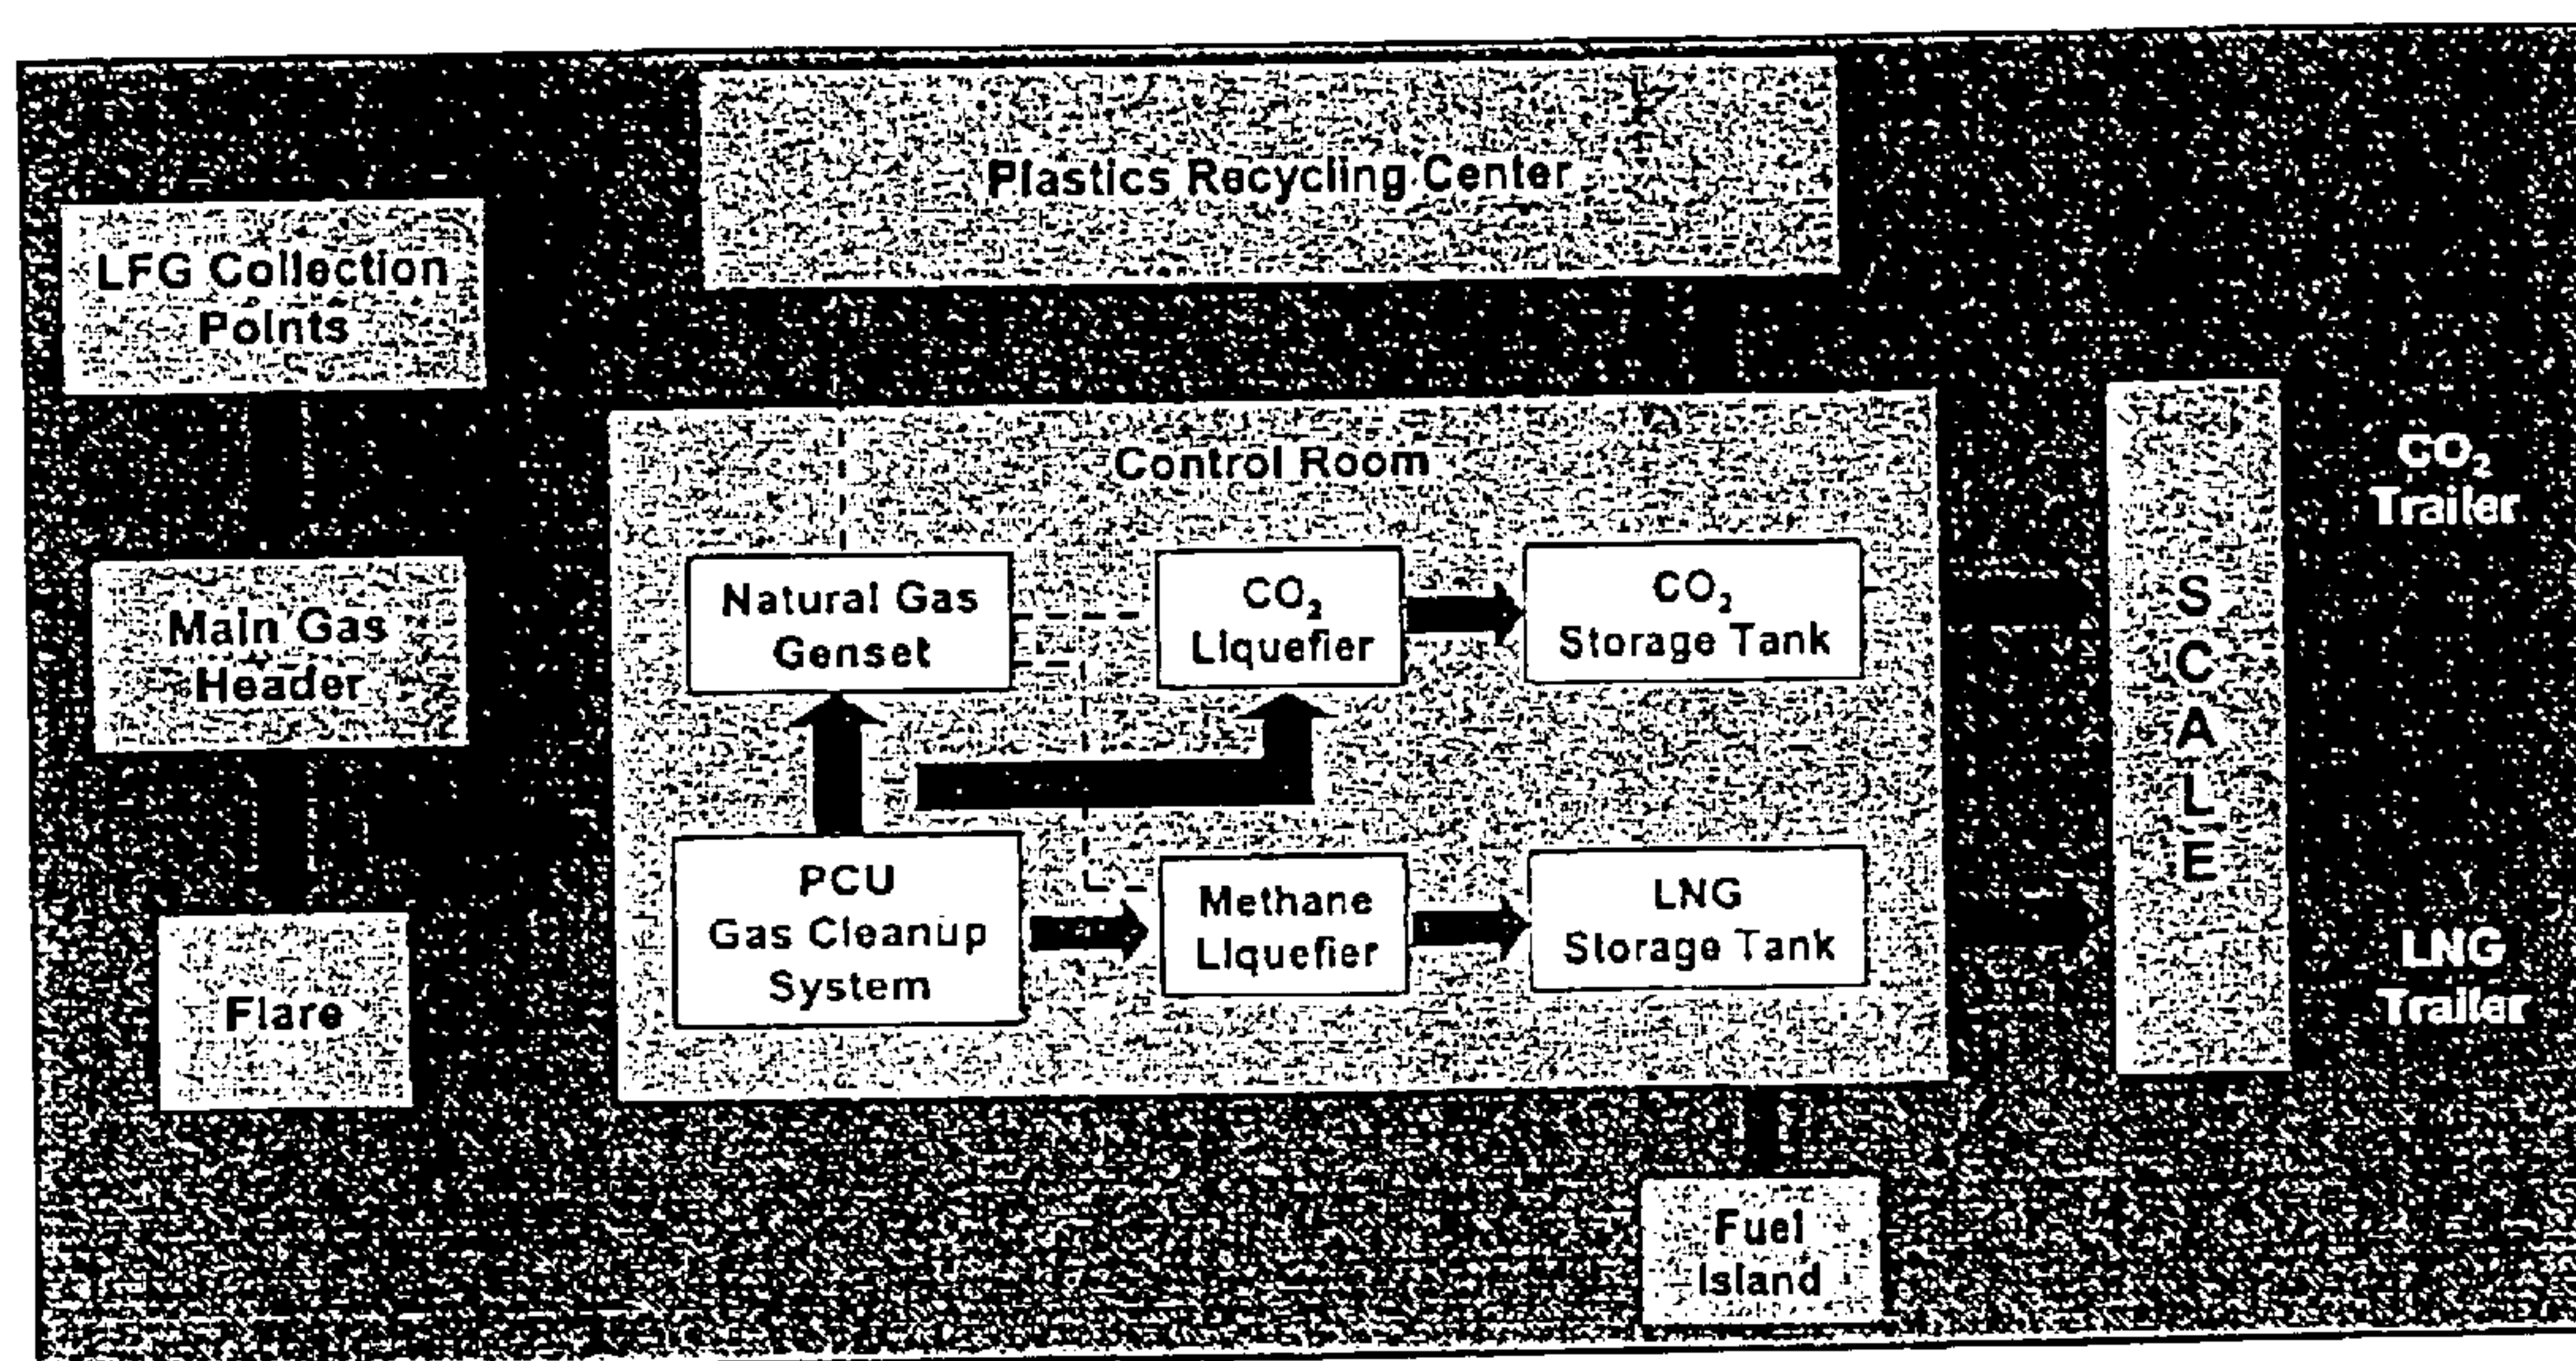 Plastics Recycling Center
LFG Collection
Points
Control Room
CO₂
Trailer
Main Gas
Header
Natural Gas
Genset
CO₂
Liquefier
CO₂
Storage Tank
SCALE
PCU
Gas Cleanup
System
Methane
Liquefier
LNG
Storage Tank
LNG
Trailer
Flare
Fuel
Island